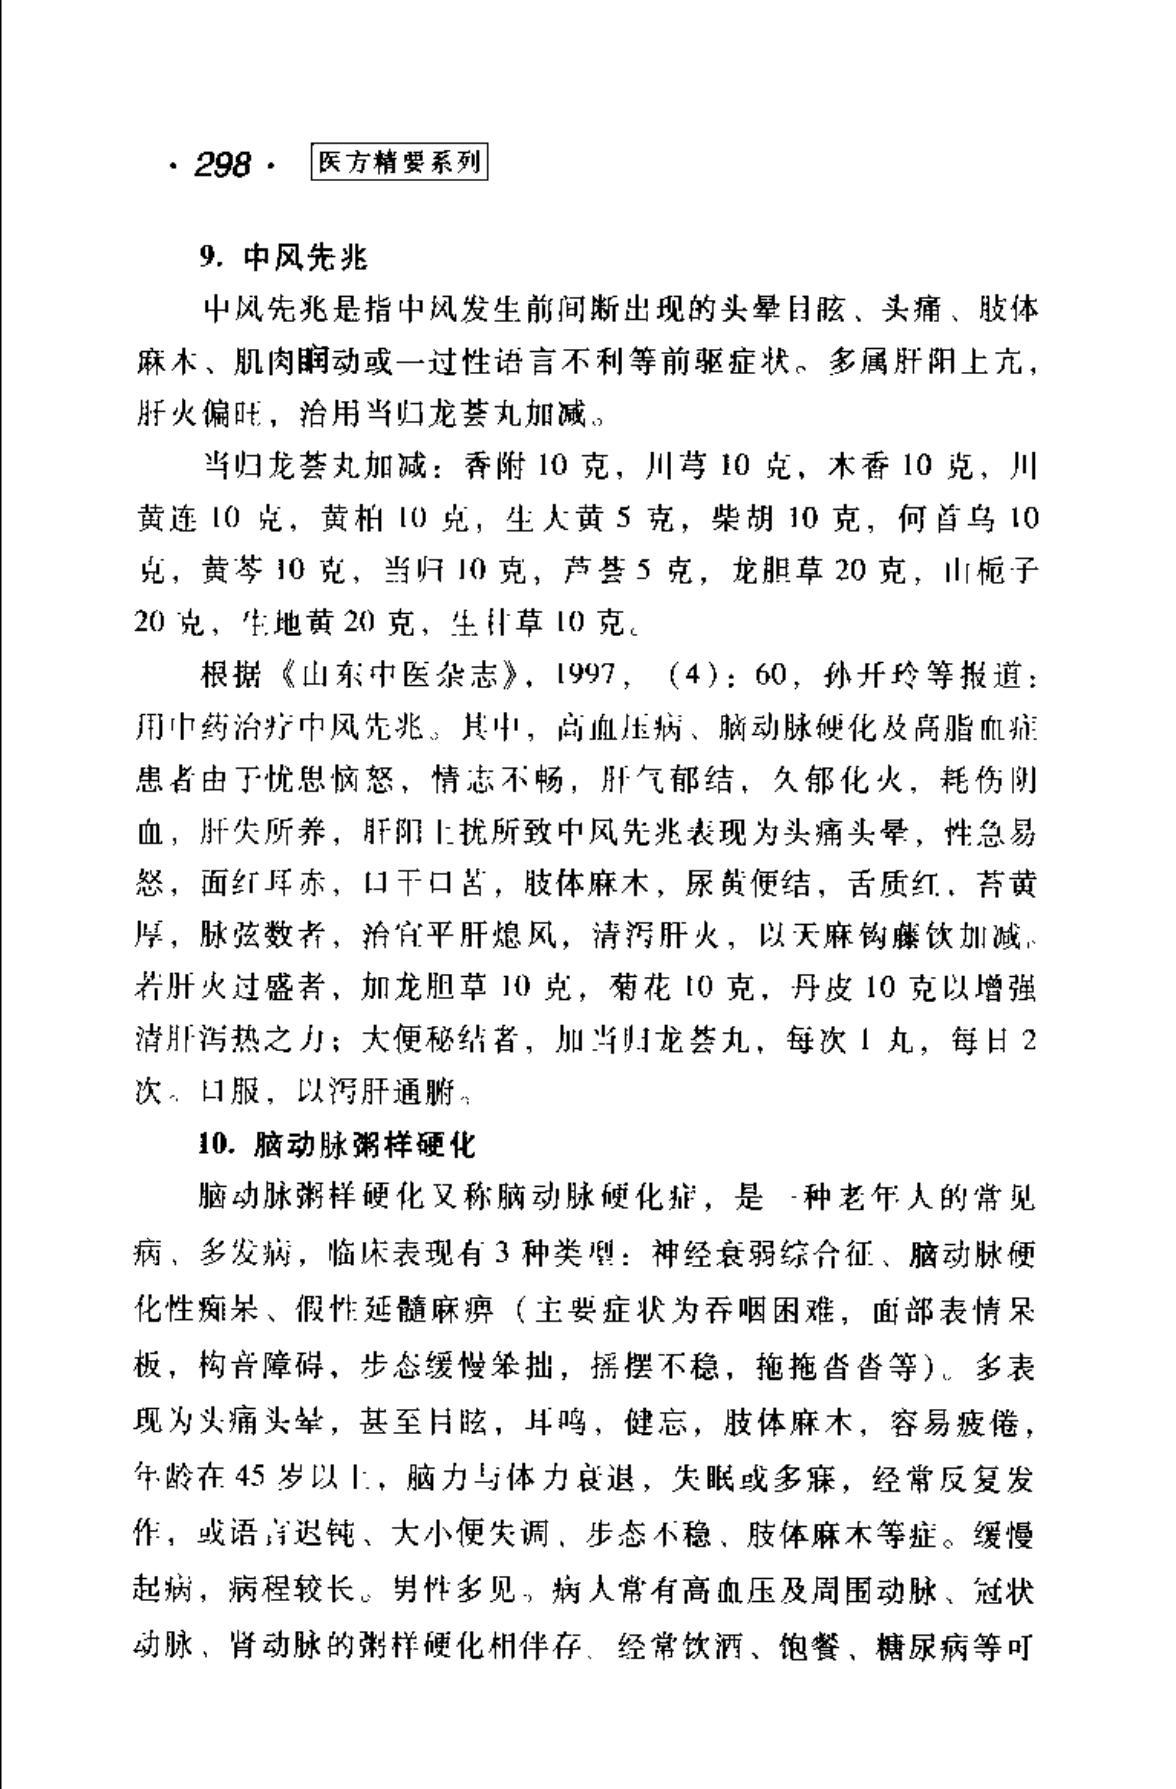 · 298 · 医方精要系列
9. 中风先兆
中风先兆是指中风发生前间断出现的头晕目眩、头痛、肢体
麻木、肌肉瞤动或一过性语言不利等前驱症状。多属肝阳上亢，
肝火偏旺，治用当归龙荟丸加减。
当归龙荟丸加减：香附 10 克，川芎 10 克，木香 10 克，川
黄连 10 克，黄柏 10 克，生大黄 5 克，柴胡 10 克，何首乌 10
克，黄芩 10 克，当归 10 克，芦荟 5 克，龙胆草 20 克，山栀子
20 克，生地黄 20 克，生甘草 10 克。
根据《山东中医杂志》，1997，（4）：60，孙开玲等报道：
用中药治疗中风先兆。其中，高血压病、脑动脉硬化及高脂血症
患者由于忧思恼怒，情志不畅，肝气郁结，久郁化火，耗伤阴
血，肝失所养，肝阳上扰所致中风先兆表现为头痛头晕，性急易
怒，面红耳赤，口干口苦，肢体麻木，尿黄便结，舌质红，苔黄
厚，脉弦数者，治宜平肝熄风，清泻肝火，以天麻钩藤饮加减。
若肝火过盛者，加龙胆草 10 克，菊花 10 克，丹皮 10 克以增强
清肝泻热之力；大便秘结者，加当归龙荟丸，每次 1 丸，每日 2
次。口服，以泻肝通腑。
10. 脑动脉粥样硬化
脑动脉粥样硬化又称脑动脉硬化症，是一种老年人的常见
病、多发病，临床表现有 3 种类型：神经衰弱综合征、脑动脉硬
化性痴呆、假性延髓麻痹（主要症状为吞咽困难，面部表情呆
板，构音障碍，步态缓慢笨拙，摇摆不稳，拖拖沓沓等）。多表
现为头痛头晕，甚至目眩，耳鸣，健忘，肢体麻木，容易疲倦，
年龄在 45 岁以上，脑力与体力衰退，失眠或多寐，经常反复发
作，或语言迟钝、大小便失调、步态不稳、肢体麻木等症。缓慢
起病，病程较长。男性多见。病人常有高血压及周围动脉、冠状
动脉、肾动脉的粥样硬化相伴存。经常饮酒、饱餐、糖尿病等可